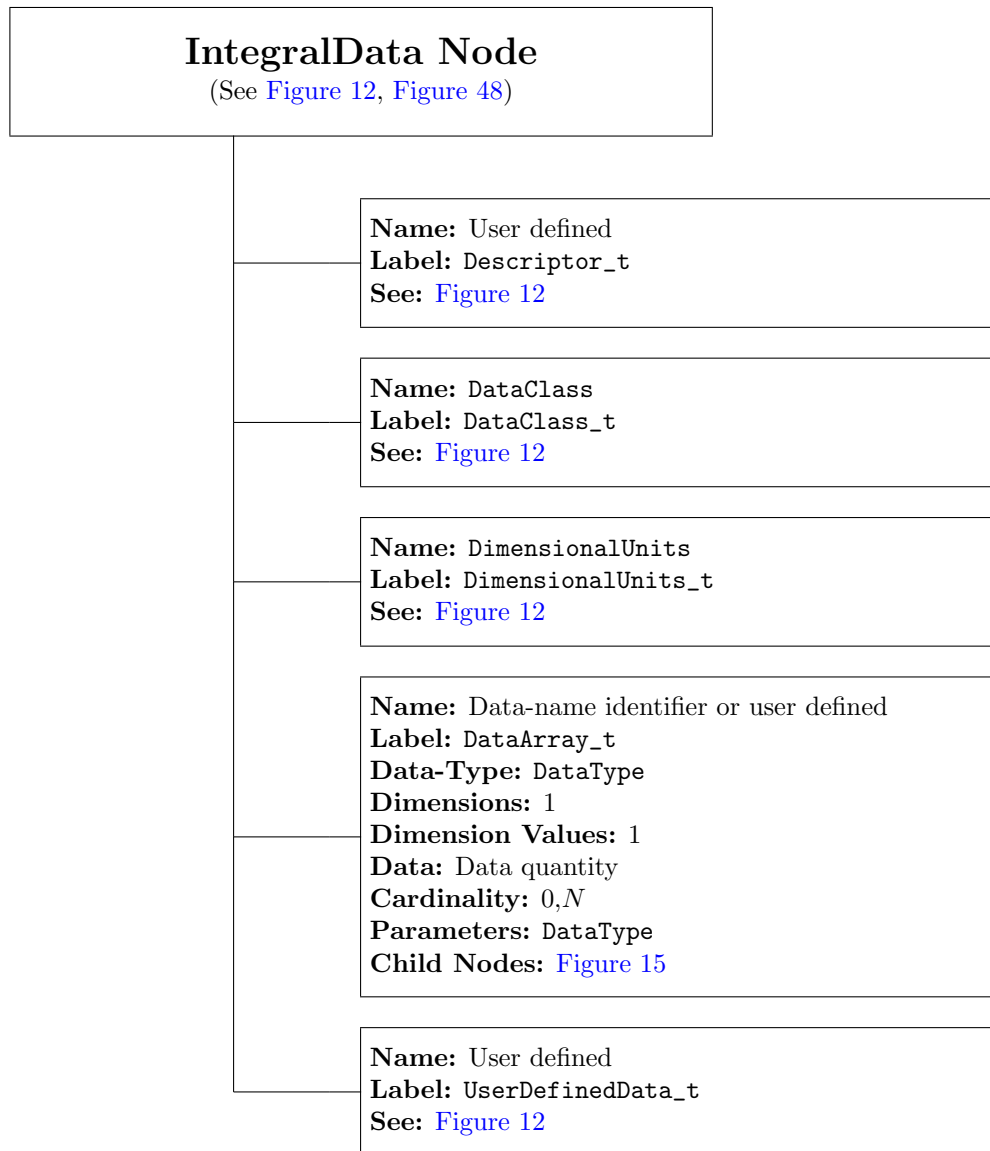 IntegralData Node
(See Figure 12, Figure 48)
Name: User defined
Label: Descriptor_t
See: Figure 12
Name: DataClass
Label: DataClass_t
See: Figure 12
Name: DimensionalUnits
Label: DimensionalUnits_t
See: Figure 12
Name: Data-name identifier or user defined
Label: DataArray_t
Data-Type: DataType
Dimensions: 1
Dimension Values: 1
Data: Data quantity
Cardinality: 0,N
Parameters: DataType
Child Nodes: Figure 15
Name: User defined
Label: UserDefinedData_t
See: Figure 12